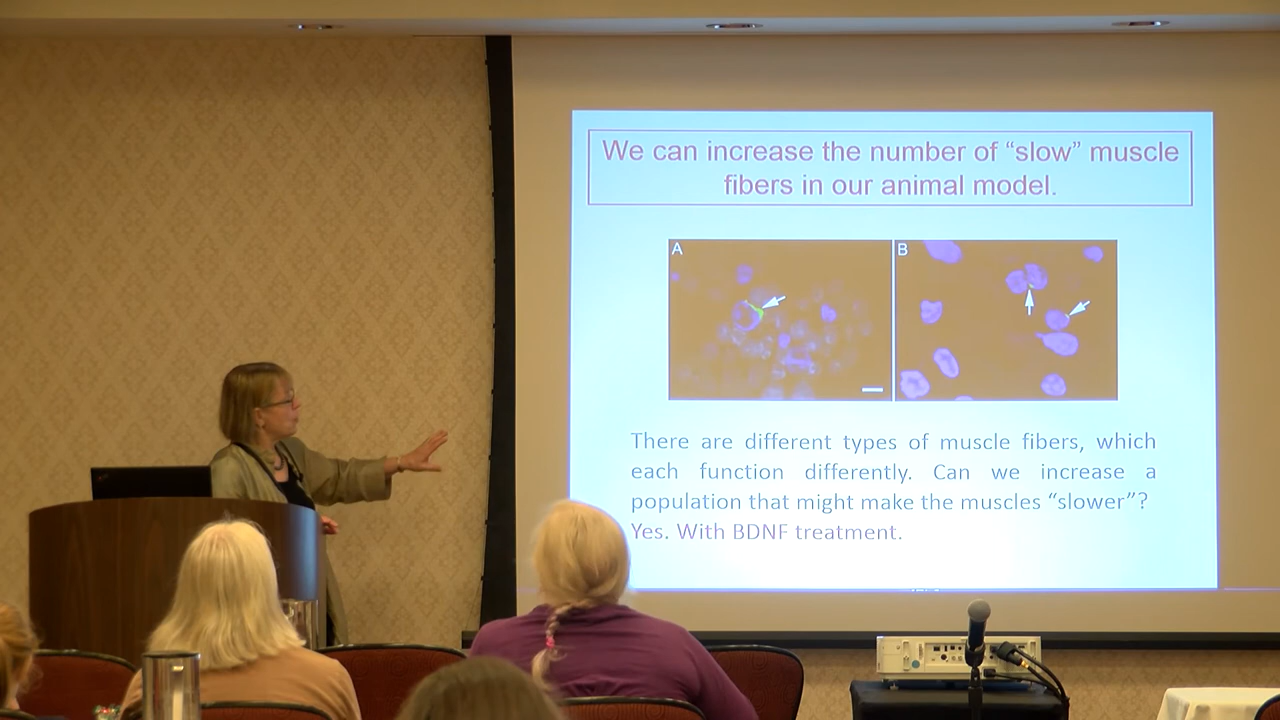 We can increase the number of “slow” muscle
fibers in our animal model.
A
B
There are different types of muscle fibers, which
each function differently. Can we increase a
population that might make the muscles “slower”?
Yes. With BDNF treatment.